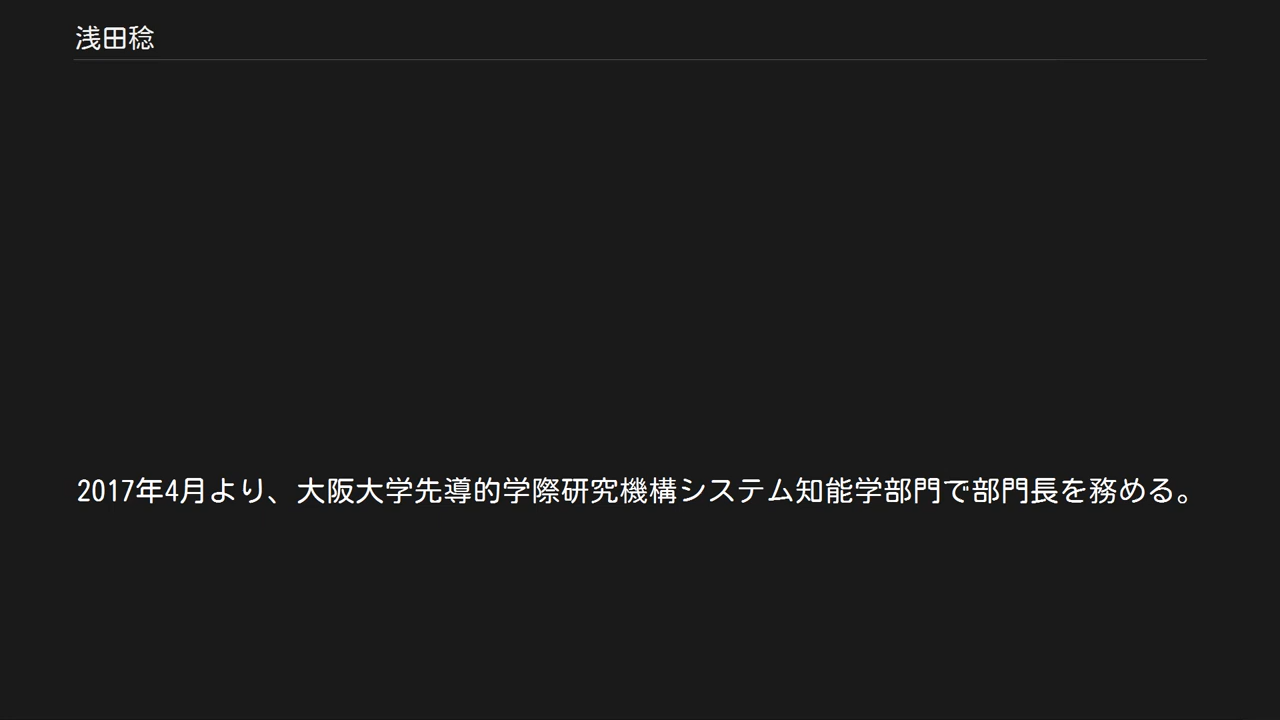 浅田稔
2017年4月より、大阪大学先導的学際研究機構システム知能学部門で部門長を務める。